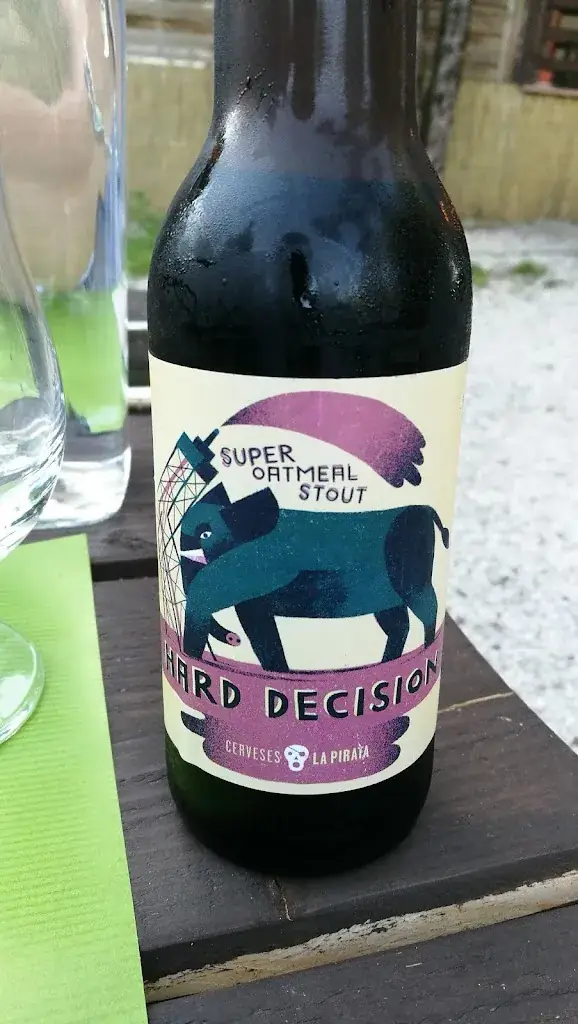 SUPER
OATMEAL
STOUT
HARD DECISION
CERVESES LA PIRATA